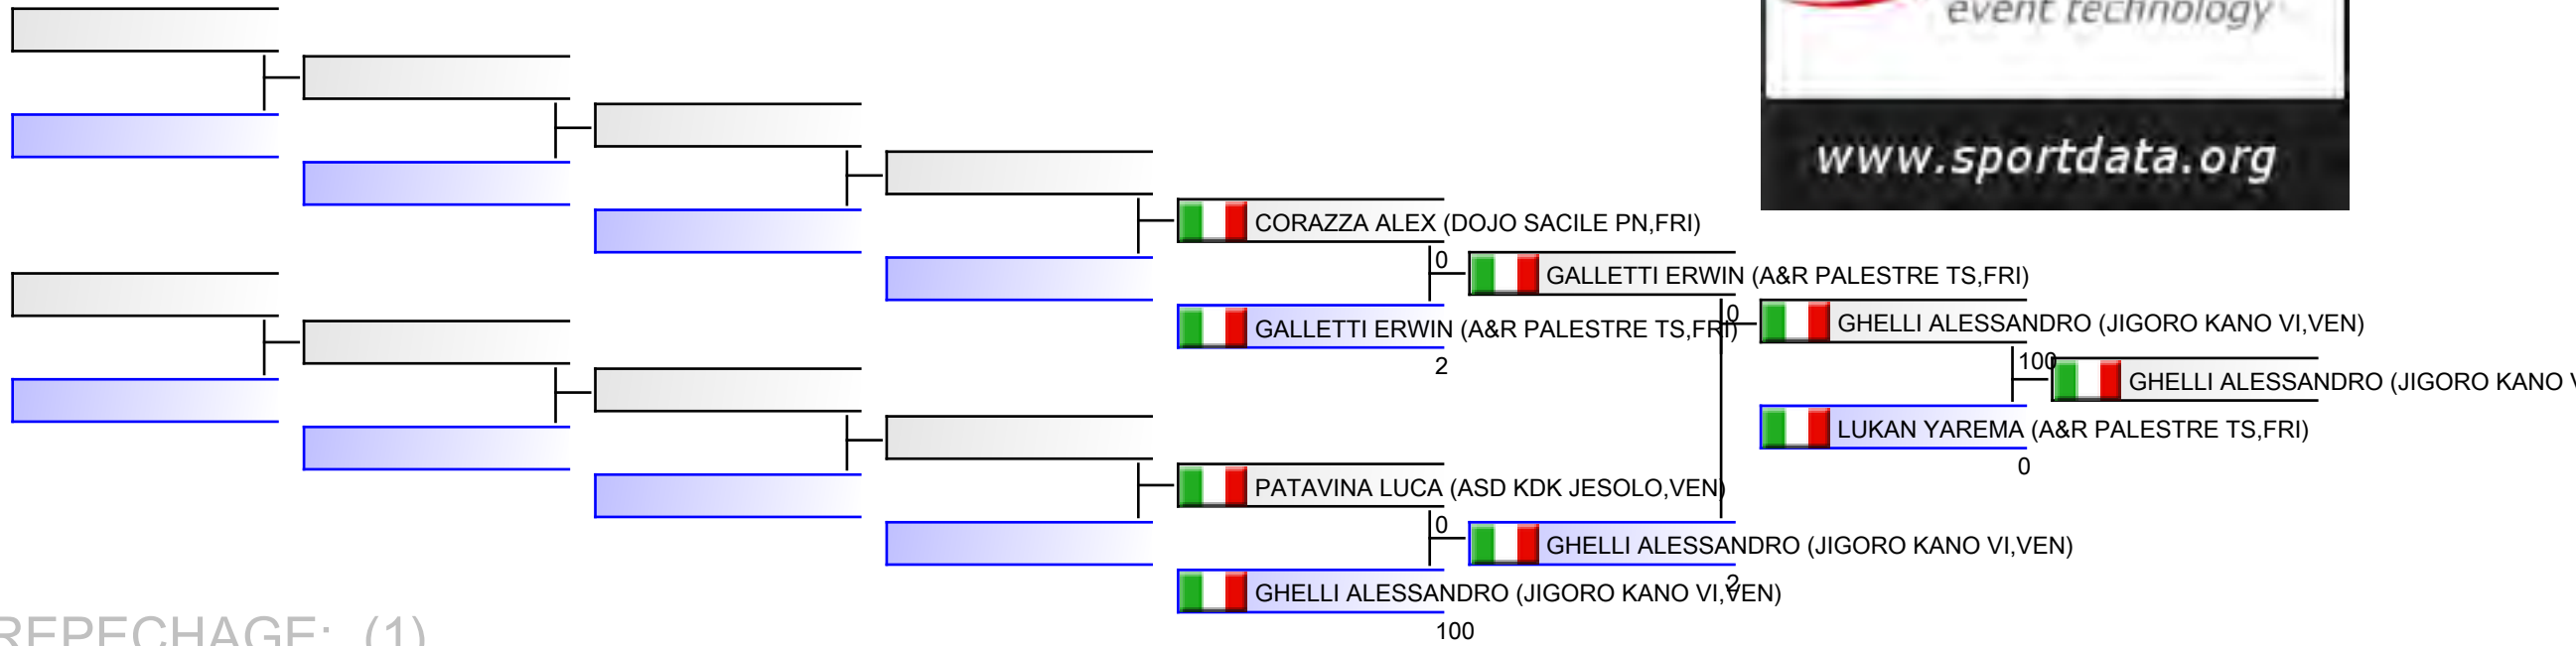 event technology
www.sportdata.org
CORAZZA ALEX (DOJO SACILE PN,FRI)
0
GALLETTI ERWIN (A&R PALESTRE TS,FRI)
GALLETTI ERWIN (A&R PALESTRE TS,FRI)
2
0
GHELLI ALESSANDRO (JIGORO KANO VI,VEN)
100
GHELLI ALESSANDRO (JIGORO KANO
LUKAN YAREMA (A&R PALESTRE TS,FRI)
0
PATAVINA LUCA (ASD KDK JESOLO,VEN)
0
GHELLI ALESSANDRO (JIGORO KANO VI,VEN)
2
GHELLI ALESSANDRO (JIGORO KANO VI,VEN)
100
REPECHAGE: (1)